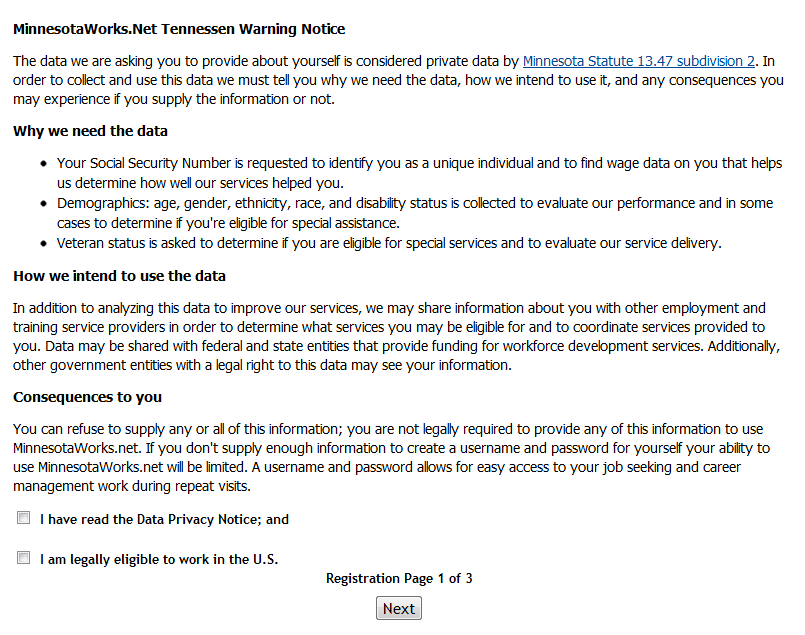 MinnesotaWorks.Net Tennessen Warning Notice
The data we are asking you to provide about yourself is considered private data by Minnesota Statute 13.47 subdivision 2. In
order to collect and use this data we must tell you why we need the data, how we intend to use it, and any consequences you
may experience if you supply the information or not.
Why we need the data
• Your Social Security Number is requested to identify you as a unique individual and to find wage data on you that helps
us determine how well our services helped you.
• Demographics: age, gender, ethnicity, race, and disability status is collected to evaluate our performance and in some
cases to determine if you're eligible for special assistance.
• Veteran status is asked to determine if you are eligible for special services and to evaluate our service delivery.
How we intend to use the data
In addition to analyzing this data to improve our services, we may share information about you with other employment and
training service providers in order to determine what services you may be eligible for and to coordinate services provided to
you. Data may be shared with federal and state entities that provide funding for workforce development services. Additionally,
other government entities with a legal right to this data may see your information.
Consequences to you
You can refuse to supply any or all of this information; you are not legally required to provide any of this information to use
MinnesotaWorks.net. If you don't supply enough information to create a username and password for yourself your ability to
use MinnesotaWorks.net will be limited. A username and password allows for easy access to your job seeking and career
management work during repeat visits.
I have read the Data Privacy Notice; and
I am legally eligible to work in the U.S.
Registration Page 1 of 3
Next